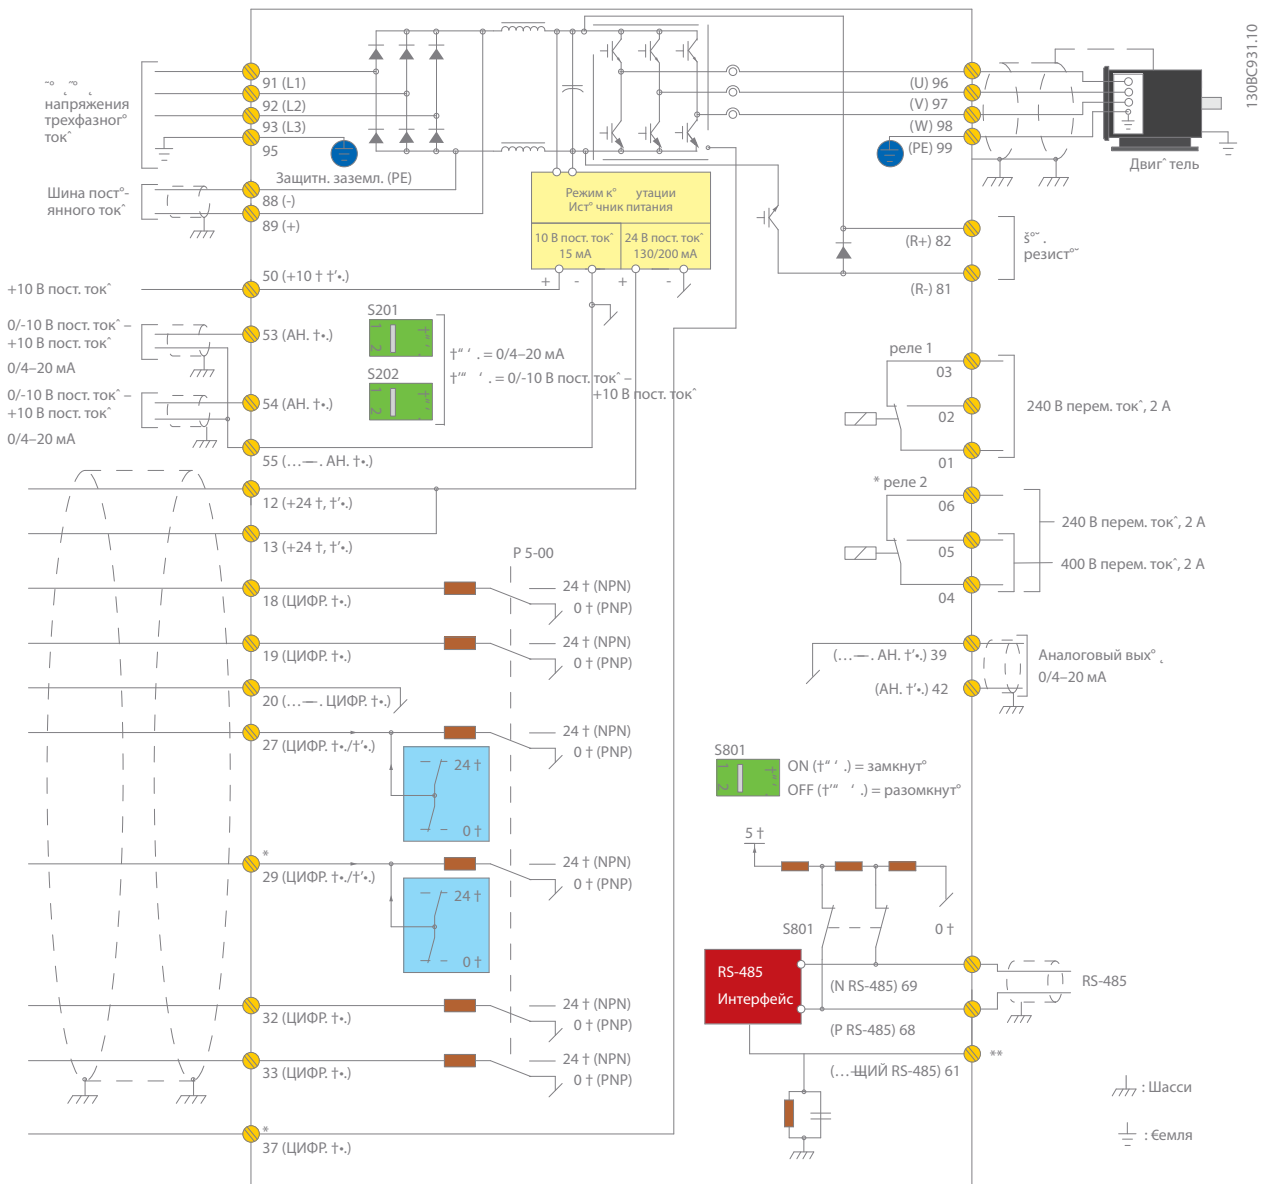 напряжения
трехфазног°
ток^
91 (L1)
92 (L2)
93 (L3)
95
Защитн. заземл. (PE)
Шина пост°-
янного ток^
88 (-)
89 (+)
Режим к° утации
Ист° чник питания
10 В пост. ток^
15 мА
24 В пост. ток^
130/200 мА
+ - + -
(U) 96
(V) 97
(W) 98
(PE) 99
Двиг^ тель
130BC931.10
(R+) 82
резист°˘
(R-) 81
+10 В пост. ток^
50 (+10 † †'•.)
0/-10 В пост. ток^ –
+10 В пост. ток^
0/4–20 мА
53 (АН. †•.)
S201
1 2
†“ ‘ . = 0/4–20 мА
S202
1 2
†'“ ‘ . = 0/-10 В пост. ток^ –
+10 В пост. ток^
0/-10 В пост. ток^ –
+10 В пост. ток^
0/4–20 мА
54 (АН. †•.)
55 (…—. АН. †•.)
12 (+24 †, †'•.)
13 (+24 †, †'•.)
P 5-00
18 (ЦИФР. †•.)
24 † (NPN)
0 † (PNP)
19 (ЦИФР. †•.)
24 † (NPN)
0 † (PNP)
20 (…—. ЦИФР. †•.)
27 (ЦИФР. †•./†'•.)
24 † (NPN)
0 † (PNP)
24 †
0 †
*
29 (ЦИФР. †•./†'•.)
24 † (NPN)
0 † (PNP)
24 †
0 †
32 (ЦИФР. †•.)
24 † (NPN)
0 † (PNP)
33 (ЦИФР. †•.)
24 † (NPN)
0 † (PNP)
*
37 (ЦИФР. †•.)
реле 1
03
02
01
240 В перем. ток^, 2 А
* реле 2
06
05
04
240 В перем. ток^, 2 А
400 В перем. ток^, 2 А
(…—. АН. †'•.) 39
(АН. †'•.) 42
Аналоговый вых°
0/4–20 мА
S801
1 2
ON (†“ ‘ .) = замкнут°
OFF (†'“ ‘ .) = разомкнут°
5 †
S801
0 †
RS-485
Интерфейс
(N RS-485) 69
(P RS-485) 68
RS-485
(…—ЩИЙ RS-485) 61
**
: Шасси
: €емля